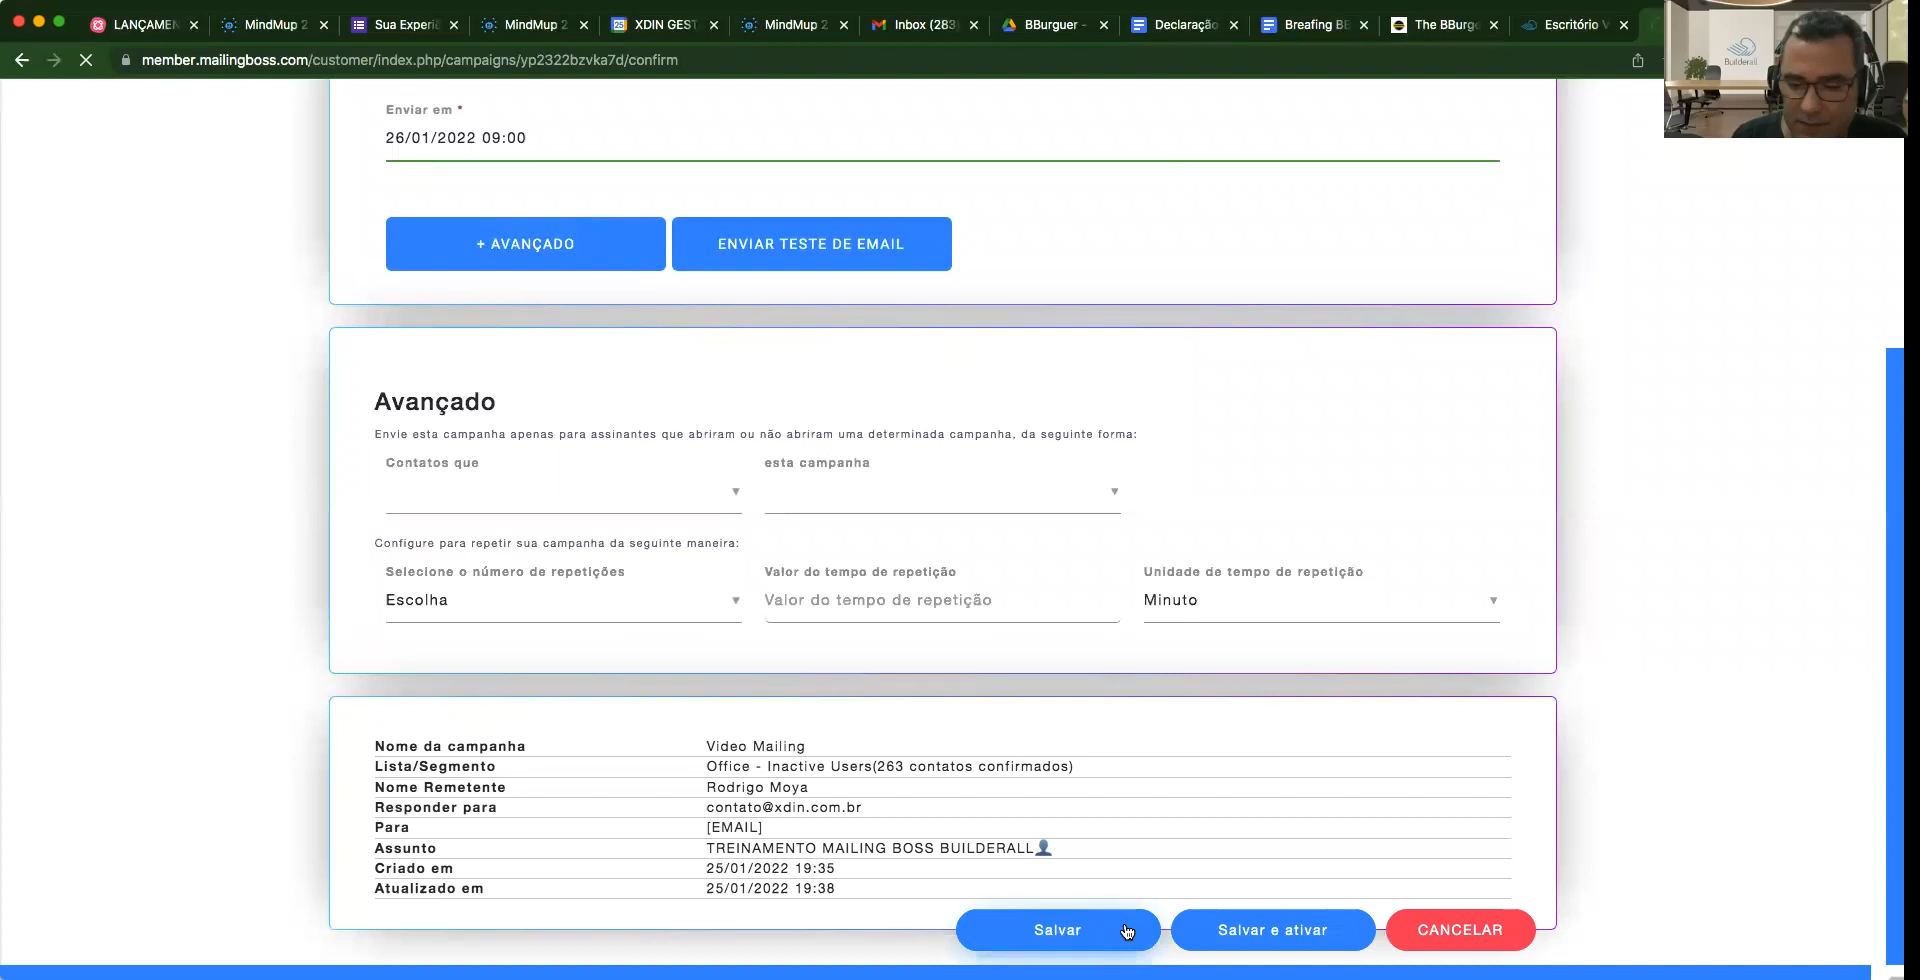 LANÇAMEN
MindMup 2
Sua Experi
MindMup 2
XDIN GEST
MindMup 2
Inbox (283)
BBurguer -
Declaração
Breafing BB
The BBurge
Escritório V
member.mailingboss.com/customer/index.php/campaigns/yp2322bzvka7d/confirm
Builderall
Enviar em *
26/01/2022 09:00
+ AVANÇADO
ENVIAR TESTE DE EMAIL
Avançado
Envie esta campanha apenas para assinantes que abriram ou não abriram uma determinada campanha, da seguinte forma:
Contatos que
esta campanha
Configure para repetir sua campanha da seguinte maneira:
Selecione o número de repetições
Valor do tempo de repetição
Unidade de tempo de repetição
Escolha
Valor do tempo de repetição
Minuto
Nome da campanha Video Mailing
Lista/Segmento Office - Inactive Users(263 contatos confirmados)
Nome Remetente Rodrigo Moya
Responder para contato@xdin.com.br
Para [EMAIL]
Assunto TREINAMENTO MAILING BOSS BUILDERALL👤
Criado em 25/01/2022 19:35
Atualizado em 25/01/2022 19:38
Salvar
Salvar e ativar
CANCELAR